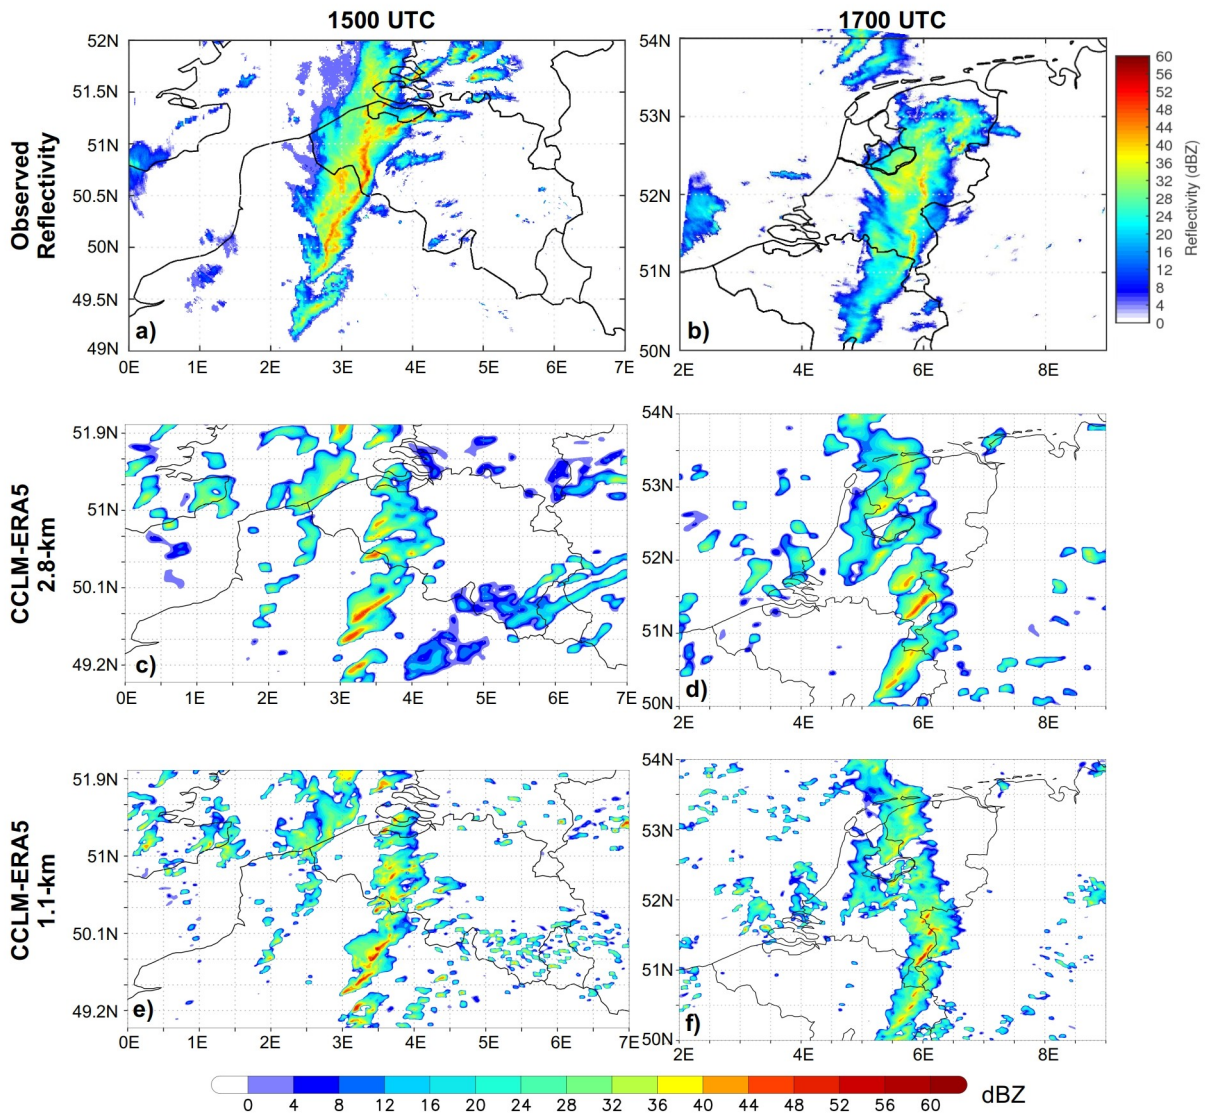 1500 UTC
1700 UTC
Observed
Reflectivity
52N
51.5N
51N
50.5N
50N
49.5N
49N
a)
0E 1E 2E 3E 4E 5E 6E 7E
54N
53N
52N
51N
50N
b)
2E 4E 6E 8E
60
56
52
48
44
40
36
32
28
24
20
16
12
8
4
0
Reflectivity (dBZ)
CCLM-ERA5
2.8-km
51.9N
51N
50.1N
49.2N
c)
0E 1E 2E 3E 4E 5E 6E 7E
54N
53N
52N
51N
50N
d)
2E 4E 6E 8E
CCLM-ERA5
1.1-km
51.9N
51N
50.1N
49.2N
e)
0E 1E 2E 3E 4E 5E 6E 7E
54N
53N
52N
51N
50N
f)
2E 4E 6E 8E
0 4 8 12 16 20 24 28 32 36 40 44 48 52 56 60
dBZ